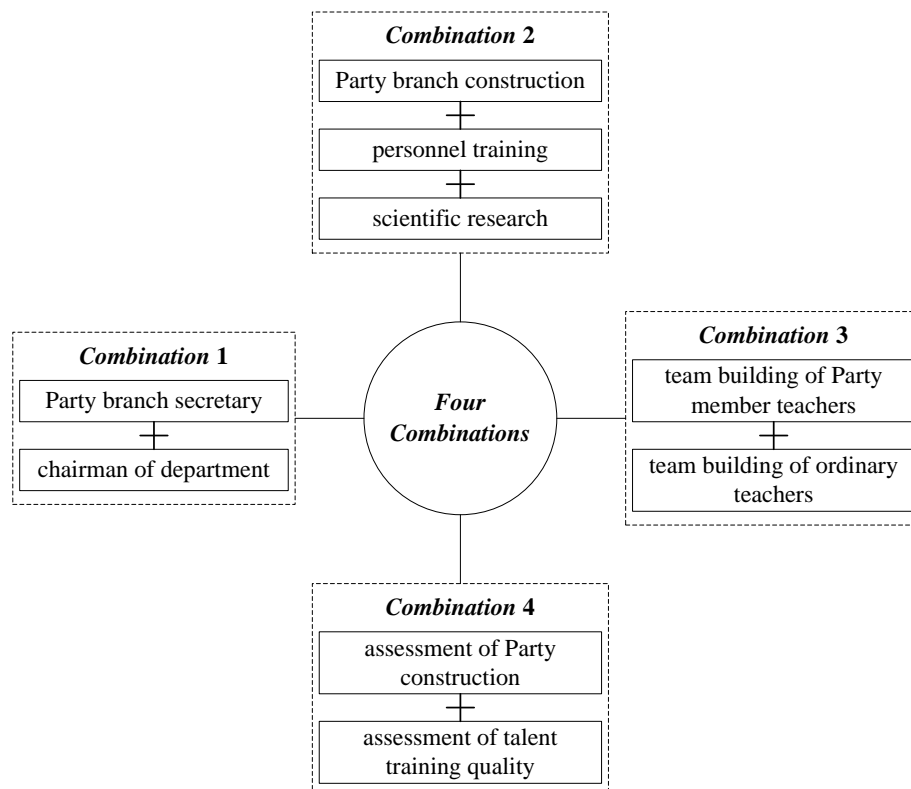 Combination 2
Party branch construction
+
personnel training
+
scientific research
Combination 1
Party branch secretary
+
chairman of department
Four
Combinations
Combination 3
team building of Party
member teachers
+
team building of ordinary
teachers
Combination 4
assessment of Party
construction
+
assessment of talent
training quality